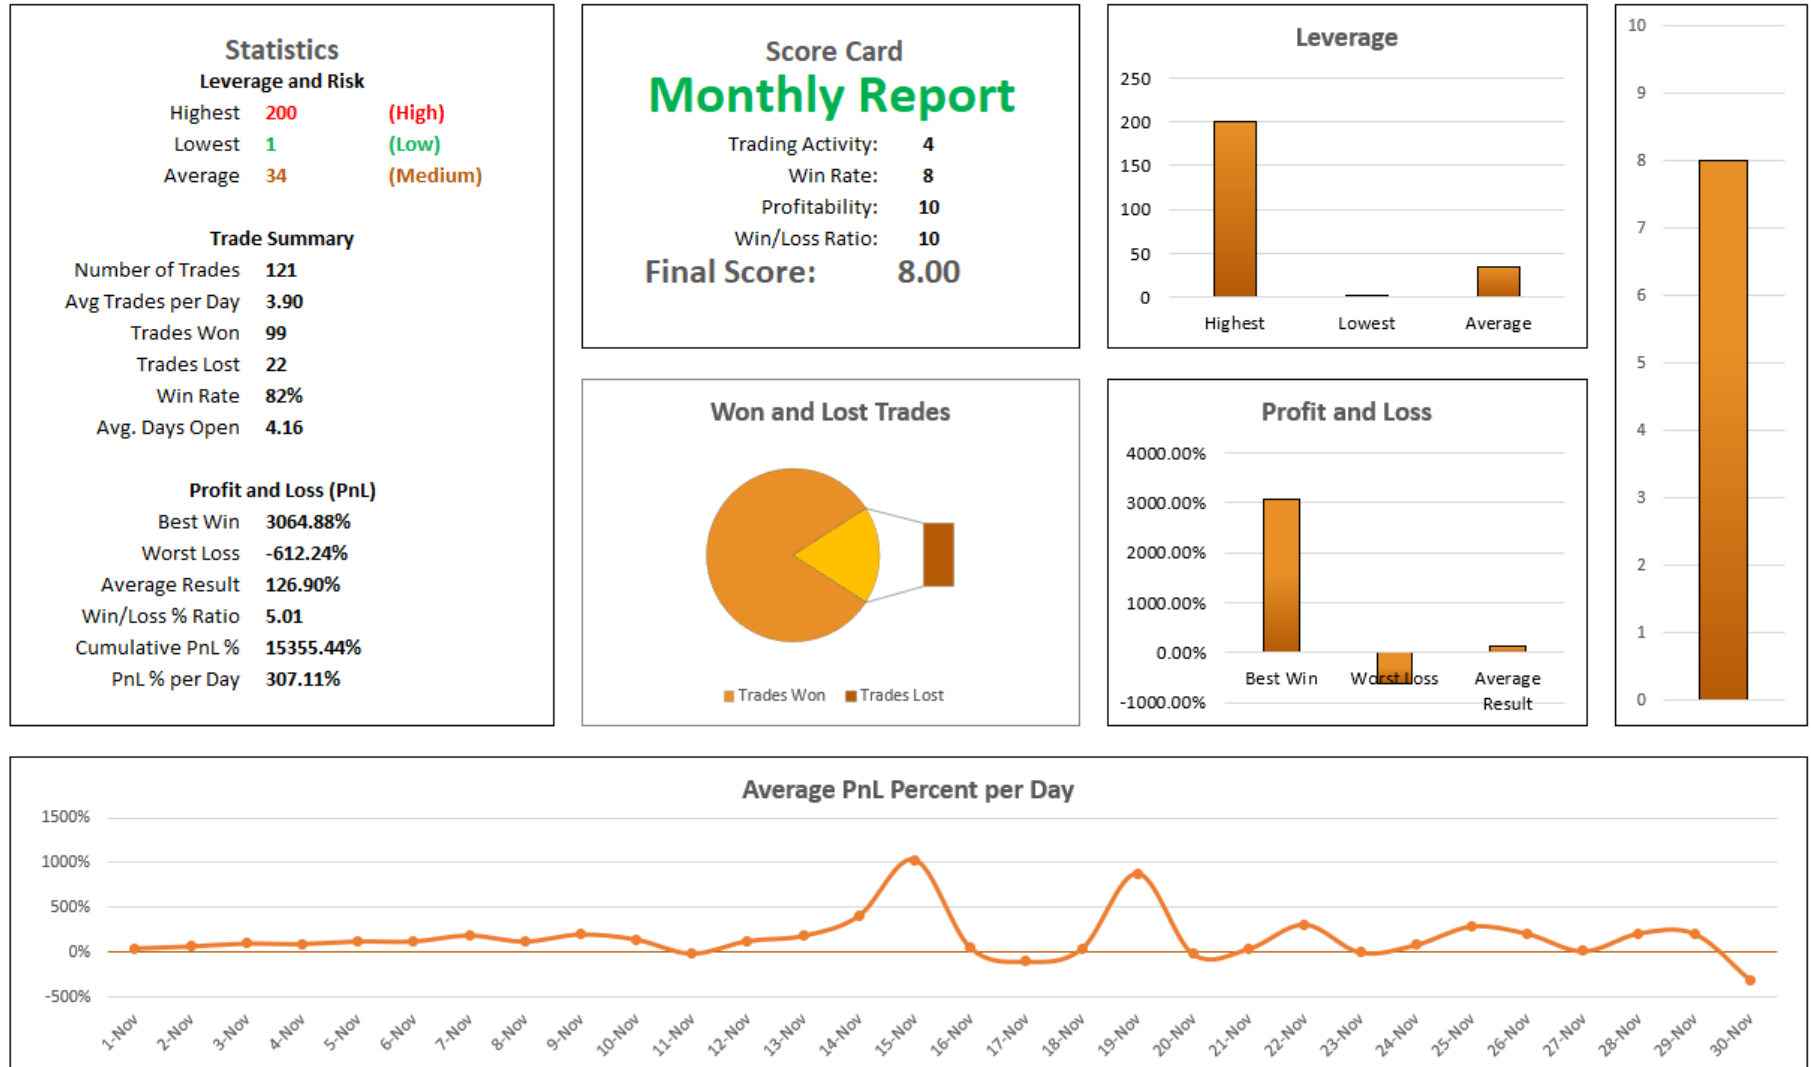 Statistics
Leverage and Risk
Highest 200 (High)
Lowest 1 (Low)
Average 34 (Medium)
Trade Summary
Number of Trades 121
Avg Trades per Day 3.90
Trades Won 99
Trades Lost 22
Win Rate 82%
Avg. Days Open 4.16
Profit and Loss (PnL)
Best Win 3064.88%
Worst Loss -612.24%
Average Result 126.90%
Win/Loss % Ratio 5.01
Cumulative PnL % 15355.44%
PnL % per Day 307.11%
Score Card
Monthly Report
Trading Activity: 4
Win Rate: 8
Profitability: 10
Win/Loss Ratio: 10
Final Score: 8.00
Leverage
250
200
150
100
50
0
Highest Lowest Average
10
9
8
7
6
5
4
3
2
1
0
Won and Lost Trades
Trades Won Trades Lost
Profit and Loss
4000.00%
3000.00%
2000.00%
1000.00%
0.00%
-1000.00%
Best Win Worst Loss Average
Result
Average PnL Percent per Day
1500%
1000%
500%
0%
-500%
1-Nov 2-Nov 3-Nov 4-Nov 5-Nov 6-Nov 7-Nov 8-Nov 9-Nov 10-Nov 11-Nov 12-Nov 13-Nov 14-Nov 15-Nov 16-Nov 17-Nov 18-Nov 19-Nov 20-Nov 21-Nov 22-Nov 23-Nov 24-Nov 25-Nov 26-Nov 27-Nov 28-Nov 29-Nov 30-Nov